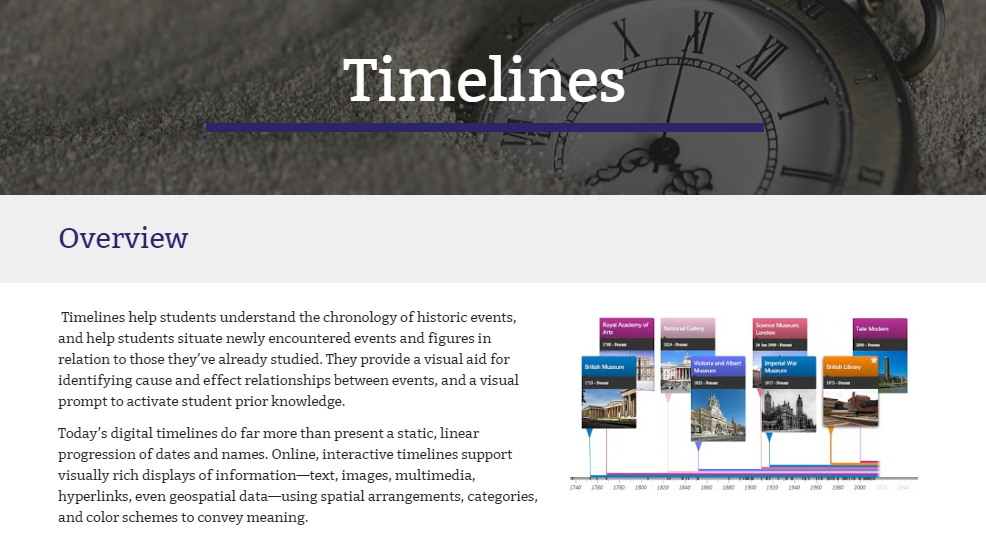 Timelines
Overview
Timelines help students understand the chronology of historic events,
and help students situate newly encountered events and figures in
relation to those they've already studied. They provide a visual aid for
identifying cause and effect relationships between events, and a visual
prompt to activate student prior knowledge.
Today's digital timelines do far more than present a static, linear
progression of dates and names. Online, interactive timelines support
visually rich displays of information—text, images, multimedia,
hyperlinks, even geospatial data—using spatial arrangements, categories,
and color schemes to convey meaning.
Royal Academy of
Arts
National Gallery
1824 - Present
Science Museum,
London
Tate Modern
2000 - Present
British Museum
1753 - Present
Victoria and Albert
Museum
1852 - Present
Imperial War
Museum
1917 - Present
British Library
1973 - Present
1740 1760 1780 1800 1820 1840 1860 1880 1900 1920 1940 1960 1980 2000 2020 2040